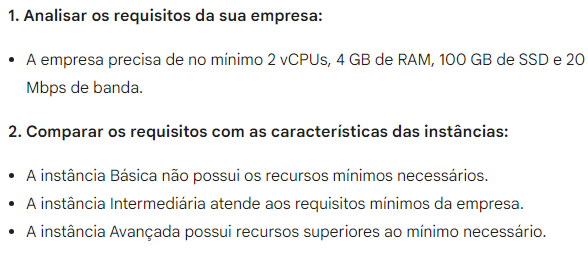 1. Analisar os requisitos da sua empresa:
• A empresa precisa de no mínimo 2 vCPUs, 4 GB de RAM, 100 GB de SSD e 20
Mbps de banda.
2. Comparar os requisitos com as características das instâncias:
• A instância Básica não possui os recursos mínimos necessários.
• A instância Intermediária atende aos requisitos mínimos da empresa.
• A instância Avançada possui recursos superiores ao mínimo necessário.